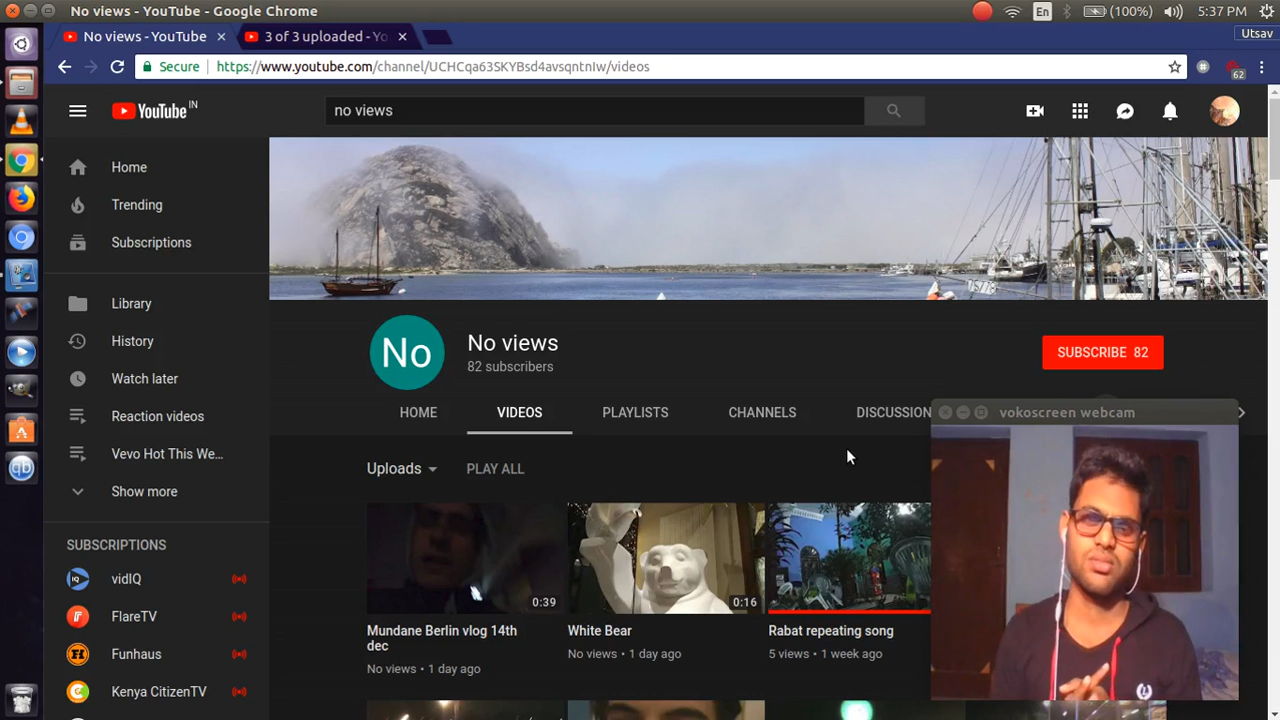 No views - YouTube - Google Chrome
En
(100%)
5:37 PM
No views - YouTube
3 of 3 uploaded - Yo
Utsav
Secure
https://www.youtube.com/channel/UCHCqa63SKYBsd4avsqntnIw/videos
62
YouTube IN
no views
Home
Trending
Subscriptions
Library
History
Watch later
Reaction videos
Vevo Hot This We...
Show more
SUBSCRIPTIONS
vidIQ
FlareTV
Funhaus
Kenya CitizenTV
No
No views
82 subscribers
SUBSCRIBE 82
HOME
VIDEOS
PLAYLISTS
CHANNELS
DISCUSSION
vokoscreen webcam
Uploads
PLAY ALL
0:39
0:16
Mundane Berlin vlog 14th
dec
No views • 1 day ago
White Bear
No views • 1 day ago
Rabat repeating song
5 views • 1 week ago